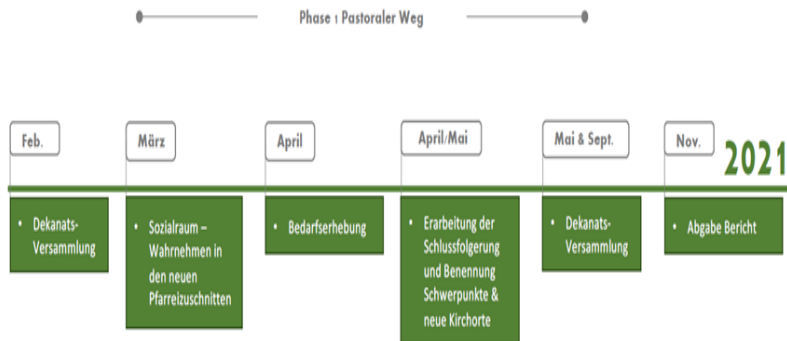 Phase 1 Pastoraler Weg
Feb.
März
April
April/Mai
Mai & Sept.
Nov.
2021
• Dekanats-
Versammlung
• Sozialraum –
Wahrnehmen in
den neuen
Pfarreizuschnitten
• Bedarfserhebung
• Erarbeitung der
Schlussfolgerung
und Benennung
Schwerpunkte &
neue Kirchorte
• Dekanats-
Versammlung
• Abgabe Bericht